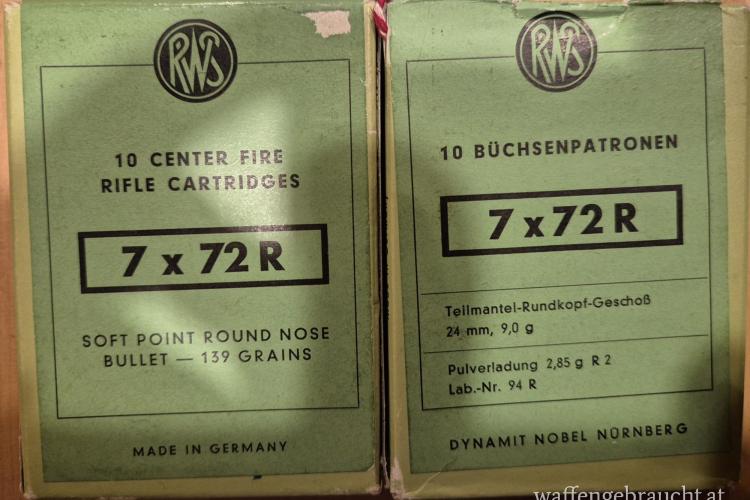 RWS
10 CENTER FIRE
RIFLE CARTRIDGES
7 x 72 R
SOFT POINT ROUND NOSE
BULLET — 139 GRAINS
MADE IN GERMANY
RWS
10 BÜCHSENPATRONEN
7 x 72 R
Teilmantel-Rundkopf-Geschoß
24 mm, 9,0 g
Pulverladung 2,85 g R 2
Lab.-Nr. 94 R
DYNAMIT NOBEL NÜRNBERG
waffengebraucht.at